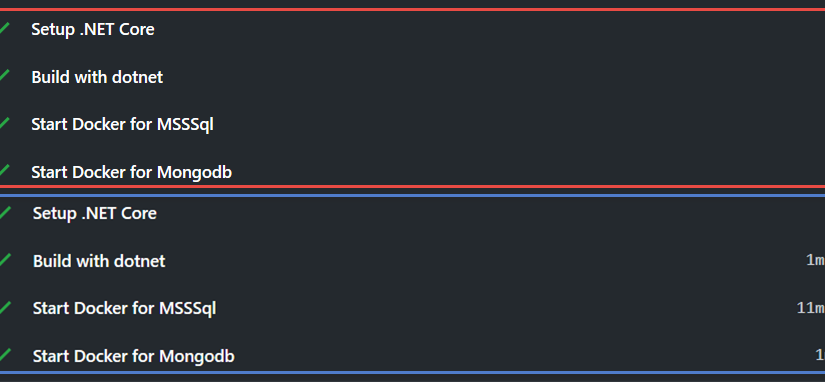 Setup .NET Core
Build with dotnet
Start Docker for MSSSql
Start Docker for Mongodb
Setup .NET Core
Build with dotnet 1m
Start Docker for MSSSql 11m
Start Docker for Mongodb 1